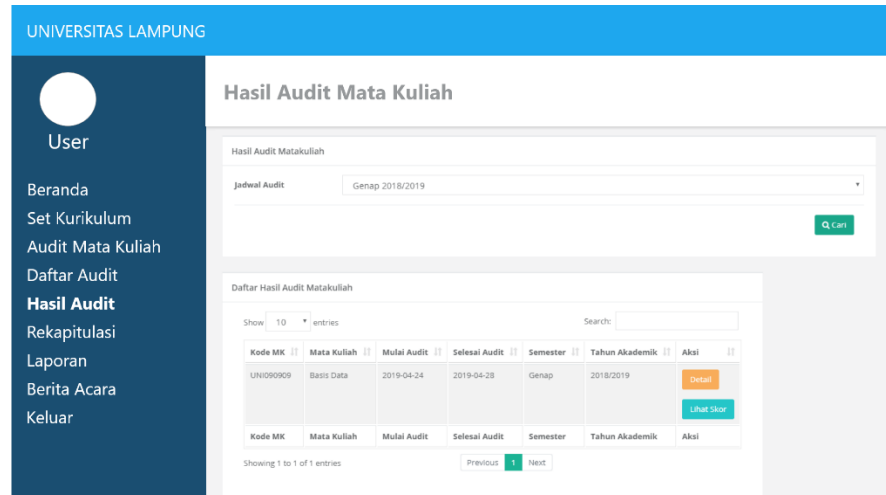 UNIVERSITAS LAMPUNG
User
Beranda
Set Kurikulum
Audit Mata Kuliah
Daftar Audit
Hasil Audit
Rekapitulasi
Laporan
Berita Acara
Keluar
Hasil Audit Mata Kuliah
Hasil Audit Matakuliah
Jadwal Audit Genap 2018/2019
Cari
Daftar Hasil Audit Matakuliah
Show 10 entries Search:
Kode MK Mata Kuliah Mulai Audit Selesai Audit Semester Tahun Akademik Aksi
UNI090909 Basis Data 2019-04-24 2019-04-28 Genap 2018/2019 Detail
Lihat Skor
Kode MK Mata Kuliah Mulai Audit Selesai Audit Semester Tahun Akademik Aksi
Showing 1 to 1 of 1 entries Previous 1 Next